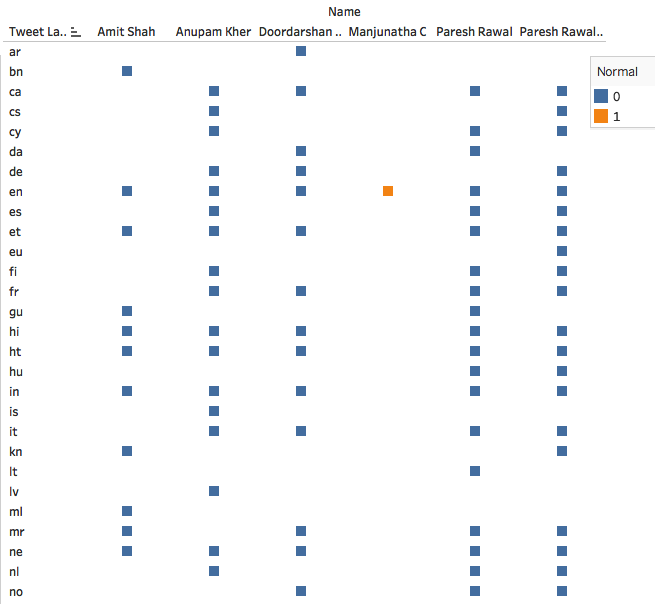 Name
Tweet La.. Amit Shah Anupam Kher Doordarshan .. Manjunatha C Paresh Rawal Paresh Rawal..
ar
bn
ca
cs
cy
da
de
en
es
et
eu
fi
fr
gu
hi
ht
hu
in
is
it
kn
lt
lv
ml
mr
ne
nl
no
Normal
0
1